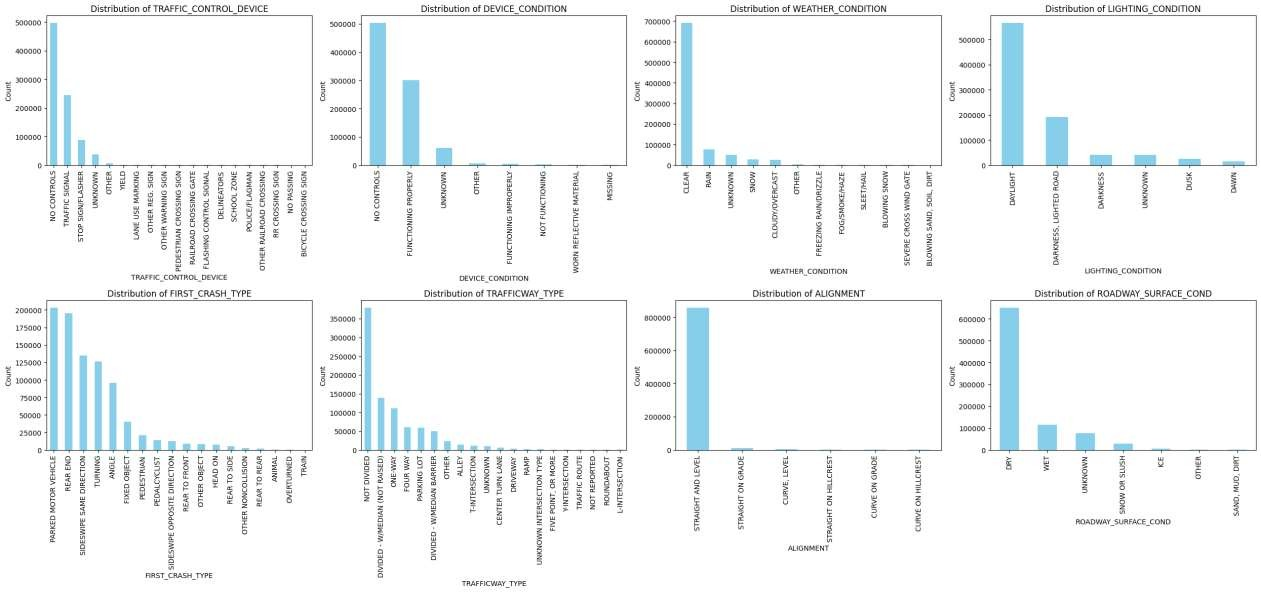 Distribution of TRAFFIC_CONTROL_DEVICE
Count
500000
400000
300000
200000
100000
0
NO CONTROLS
TRAFFIC SIGNAL
STOP SIGN/FLASHER
UNKNOWN
OTHER
YIELD
LANE USE MARKING
OTHER REG. SIGN
OTHER WARNING SIGN
PEDESTRIAN CROSSING SIGN
RAILROAD CROSSING GATE
FLASHING CONTROL SIGNAL
DELINEATORS
SCHOOL ZONE
POLICE/FLAGMAN
OTHER RAILROAD CROSSING
RR CROSSING SIGN
NO PASSING
BICYCLE CROSSING SIGN
TRAFFIC_CONTROL_DEVICE
Distribution of DEVICE_CONDITION
Count
500000
400000
300000
200000
100000
0
NO CONTROLS
FUNCTIONING PROPERLY
UNKNOWN
OTHER
FUNCTIONING IMPROPERLY
NOT FUNCTIONING
WORN REFLECTIVE MATERIAL
MISSING
DEVICE_CONDITION
Distribution of WEATHER_CONDITION
Count
700000
600000
500000
400000
300000
200000
100000
0
CLEAR
RAIN
UNKNOWN
SNOW
CLOUDY/OVERCAST
OTHER
FREEZING RAIN/DRIZZLE
FOG/SMOKE/HAZE
SLEET/HAIL
BLOWING SNOW
SEVERE CROSS WIND GATE
BLOWING SAND, SOIL, DIRT
WEATHER_CONDITION
Distribution of LIGHTING_CONDITION
Count
500000
400000
300000
200000
100000
0
DAYLIGHT
DARKNESS, LIGHTED ROAD
DARKNESS
UNKNOWN
DUSK
DAWN
LIGHTING_CONDITION
Distribution of FIRST_CRASH_TYPE
Count
200000
175000
150000
125000
100000
75000
50000
25000
0
PARKED MOTOR VEHICLE
REAR END
SIDESWIPE SAME DIRECTION
TURNING
ANGLE
FIXED OBJECT
PEDESTRIAN
PEDALCYCLIST
SIDESWIPE OPPOSITE DIRECTION
REAR TO FRONT
OTHER OBJECT
HEAD ON
REAR TO SIDE
OTHER NONCOLLISION
REAR TO REAR
ANIMAL
OVERTURNED
TRAIN
FIRST_CRASH_TYPE
Distribution of TRAFFICWAY_TYPE
Count
350000
300000
250000
200000
150000
100000
50000
0
NOT DIVIDED
DIVIDED - W/MEDIAN (NOT RAISED)
ONE-WAY
FOUR WAY
PARKING LOT
DIVIDED - W/MEDIAN BARRIER
OTHER
ALLEY
T-INTERSECTION
UNKNOWN
CENTER TURN LANE
DRIVEWAY
RAMP
UNKNOWN INTERSECTION TYPE
FIVE POINT, OR MORE
Y-INTERSECTION
TRAFFIC ROUTE
NOT REPORTED
ROUNDABOUT
L-INTERSECTION
TRAFFICWAY_TYPE
Distribution of ALIGNMENT
Count
800000
600000
400000
200000
0
STRAIGHT AND LEVEL
STRAIGHT ON GRADE
CURVE, LEVEL
STRAIGHT ON HILLCREST
CURVE ON GRADE
CURVE ON HILLCREST
ALIGNMENT
Distribution of ROADWAY_SURFACE_COND
Count
600000
500000
400000
300000
200000
100000
0
DRY
WET
UNKNOWN
SNOW OR SLUSH
ICE
OTHER
SAND, MUD, DIRT
ROADWAY_SURFACE_COND